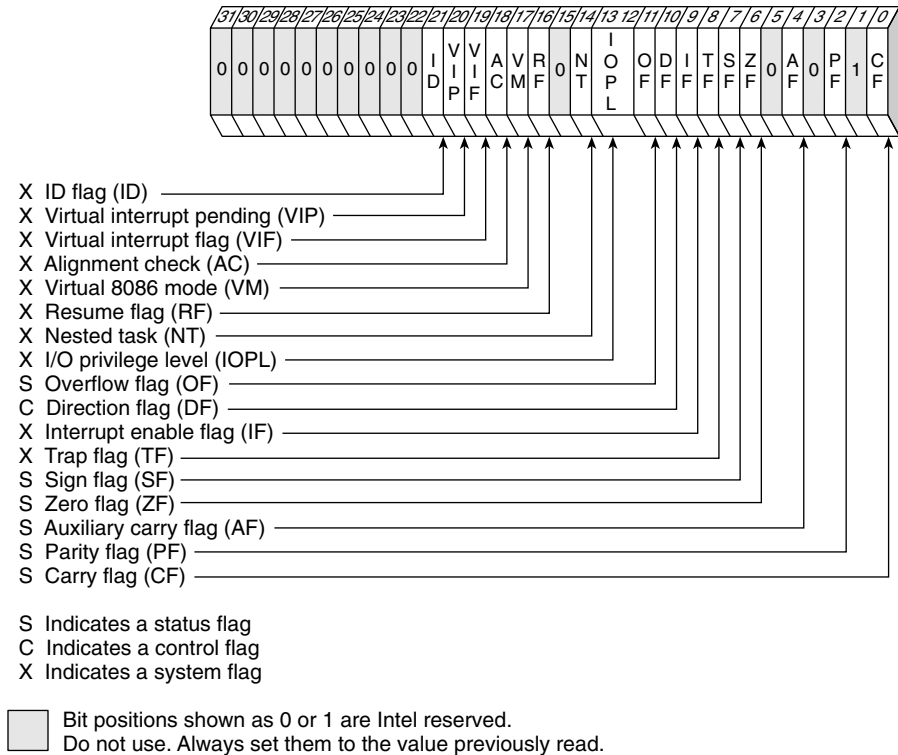 31 30 29 28 27 26 25 24 23 22 21 20 19 18 17 16 15 14 13 12 11 10 9 8 7 6 5 4 3 2 1 0
0 0 0 0 0 0 0 0 0 0 ID VIP VIF AC VM RF 0 NT IOPL OF DF IF TF SF ZF 0 AF 0 PF 1 CF
X ID flag (ID)
X Virtual interrupt pending (VIP)
X Virtual interrupt flag (VIF)
X Alignment check (AC)
X Virtual 8086 mode (VM)
X Resume flag (RF)
X Nested task (NT)
X I/O privilege level (IOPL)
S Overflow flag (OF)
C Direction flag (DF)
X Interrupt enable flag (IF)
X Trap flag (TF)
S Sign flag (SF)
S Zero flag (ZF)
S Auxiliary carry flag (AF)
S Parity flag (PF)
S Carry flag (CF)
S Indicates a status flag
C Indicates a control flag
X Indicates a system flag
Bit positions shown as 0 or 1 are Intel reserved.
Do not use. Always set them to the value previously read.